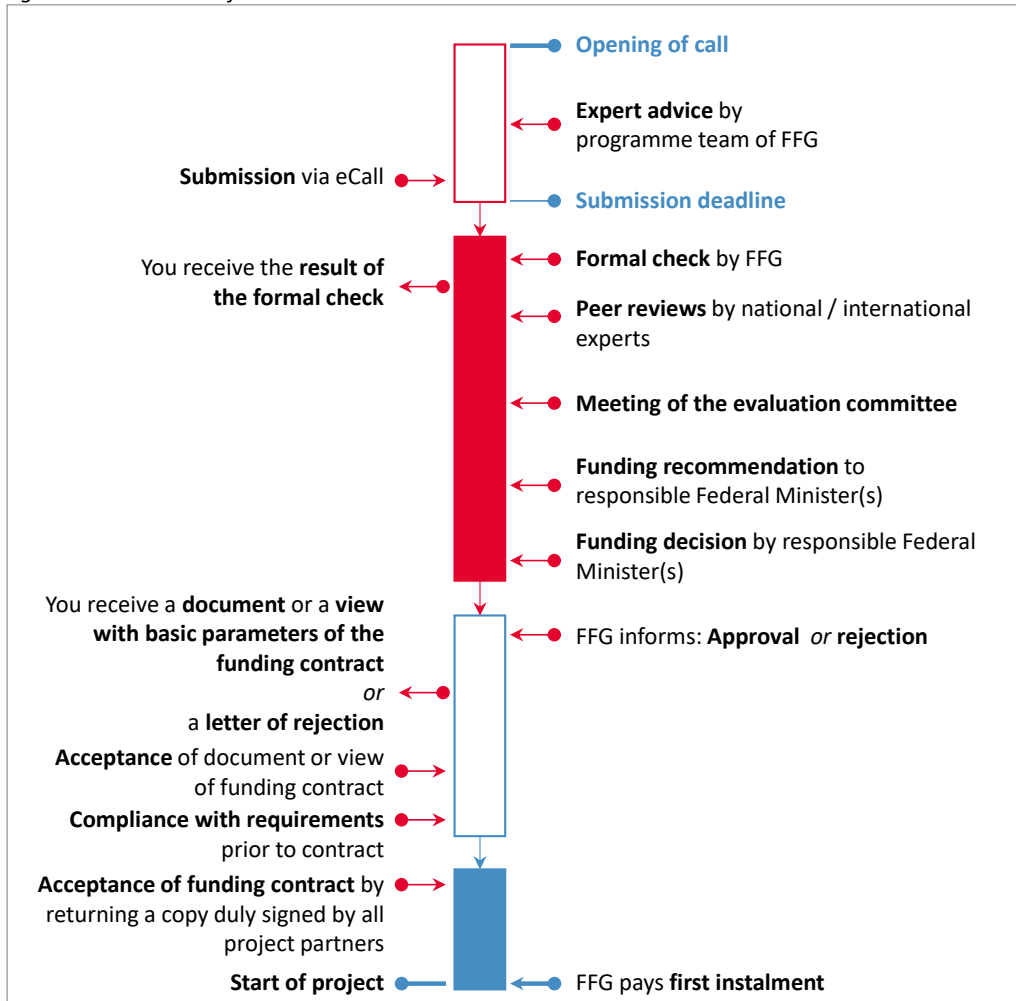 Opening of call
Expert advice by
programme team of FFG
Submission via eCall
Submission deadline
Formal check by FFG
You receive the result of
the formal check
Peer reviews by national / international
experts
Meeting of the evaluation committee
Funding recommendation to
responsible Federal Minister(s)
Funding decision by responsible Federal
Minister(s)
You receive a document or a view
with basic parameters of the
funding contract
or
a letter of rejection
FFG informs: Approval or rejection
Acceptance of document or view
of funding contract
Compliance with requirements
prior to contract
Acceptance of funding contract by
returning a copy duly signed by all
project partners
Start of project
FFG pays first instalment